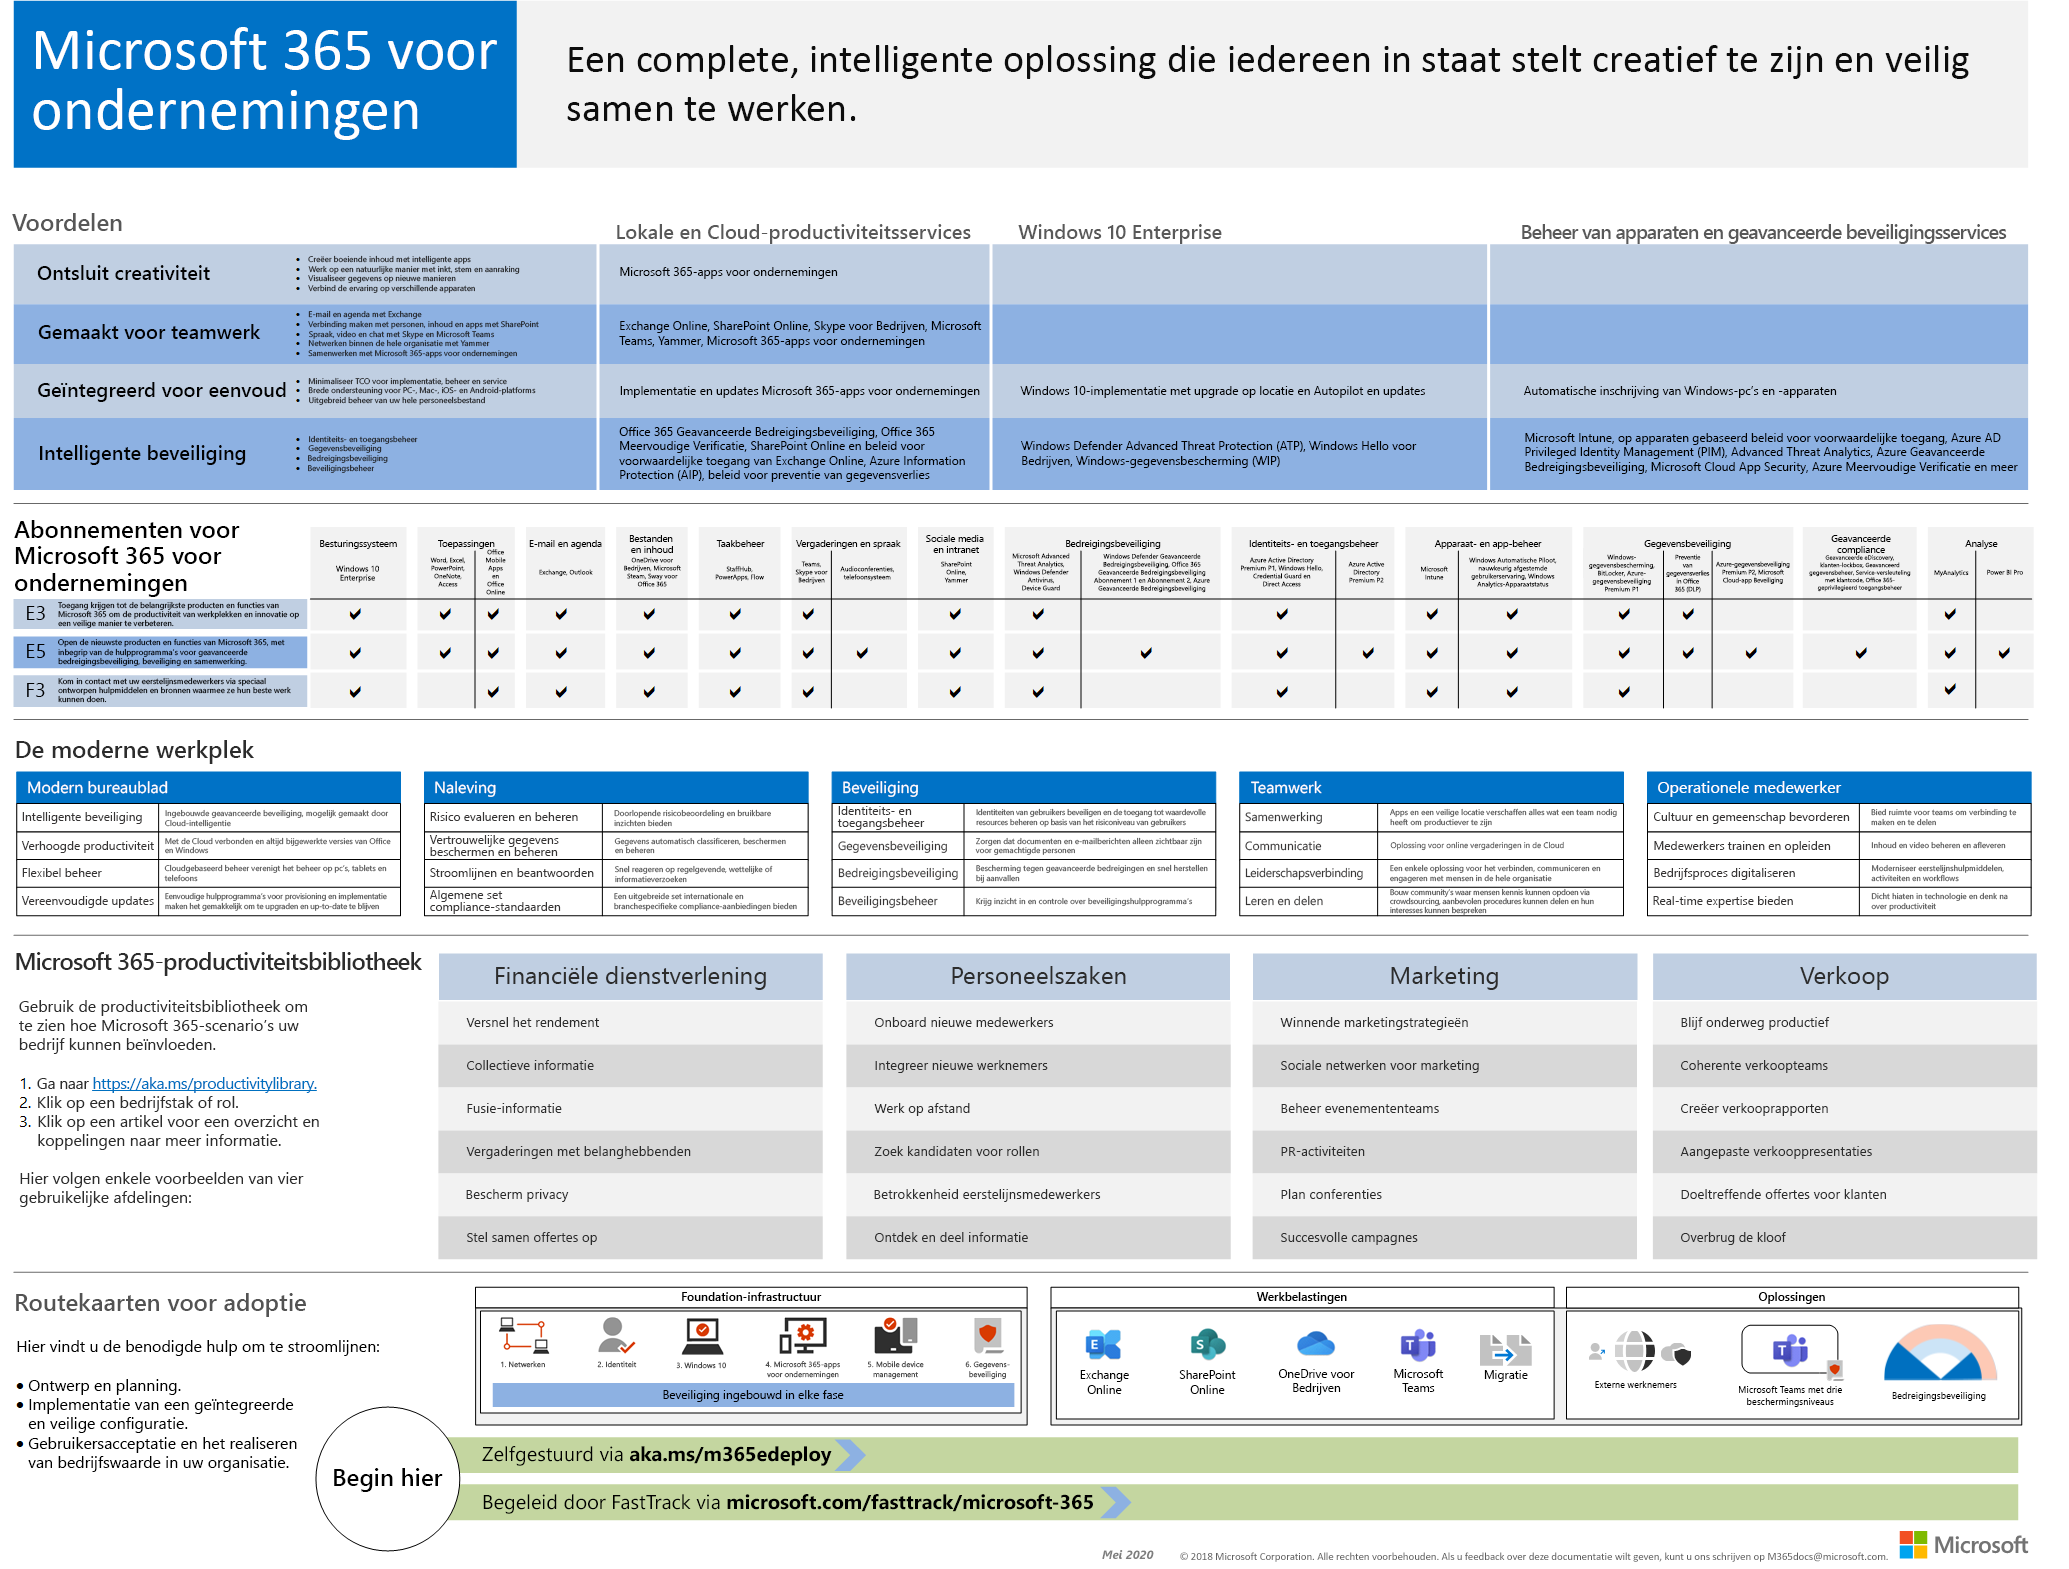 Microsoft 365 voor
ondernemingen
Een complete, intelligente oplossing die iedereen in staat stelt creatief te zijn en veilig
samen te werken.
Voordelen
Lokale en Cloud-productiviteitsservices
Windows 10 Enterprise
Beheer van apparaten en geavanceerde beveiligingsservices
Ontsluit creativiteit
• Creëer boeiende inhoud met intelligente apps
• Werk op een natuurlijke manier met inkt, stem en aanraking
• Visualiseer gegevens op nieuwe manieren
• Verbind de ervaring op verschillende apparaten
Microsoft 365-apps voor ondernemingen
Gemaakt voor teamwerk
• E-mail en agenda met Exchange
• Verbinding maken met personen, inhoud en apps met SharePoint
• Spraak, video en chat met Skype en Microsoft Teams
• Netwerken binnen de hele organisatie met Yammer
• Samenwerken met Microsoft 365-apps voor ondernemingen
Exchange Online, SharePoint Online, Skype voor Bedrijven, Microsoft
Teams, Yammer, Microsoft 365-apps voor ondernemingen
Geïntegreerd voor eenvoud
• Minimaliseer TCO voor implementatie, beheer en service
• Brede ondersteuning voor PC-, Mac-, iOS- en Android-platforms
• Uitgebreid beheer van uw hele personeelsbestand
Implementatie en updates Microsoft 365-apps voor ondernemingen
Windows 10-implementatie met upgrade op locatie en Autopilot en updates
Automatische inschrijving van Windows-pc's en -apparaten
Intelligente beveiliging
• Identiteits- en toegangsbeheer
• Gegevensbeveiliging
• Bedreigingsbeveiliging
• Beveiligingsbeheer
Office 365 Geavanceerde Bedreigingsbeveiliging, Office 365
Meervoudige Verificatie, SharePoint Online en beleid voor
voorwaardelijke toegang van Exchange Online, Azure Information
Protection (AIP), beleid voor preventie van gegevensverlies
Windows Defender Advanced Threat Protection (ATP), Windows Hello voor
Bedrijven, Windows-gegevensbescherming (WIP)
Microsoft Intune, op apparaten gebaseerd beleid voor voorwaardelijke toegang, Azure AD
Privileged Identity Management (PIM), Advanced Threat Analytics, Azure Geavanceerde
Bedreigingsbeveiliging, Microsoft Cloud App Security, Azure Meervoudige Verificatie en meer
Abonnementen voor
Microsoft 365 voor
ondernemingen
Besturingssysteem
Windows 10
Enterprise
Toepassingen
Word, Excel,
PowerPoint,
OneNote,
Access
Office
Mobile
Apps
en
Office
Online
E-mail en agenda
Exchange, Outlook
Bestanden
en inhoud
OneDrive voor
Bedrijven, Microsoft
Steam, Sway voor
Office 365
Taakbeheer
StaffHub,
PowerApps, Flow
Vergaderingen en spraak
Teams,
Skype voor
Bedrijven
Audioconferenties,
telefoonsysteem
Sociale media
en intranet
SharePoint
Online,
Yammer
Bedreigingsbeveiliging
Microsoft Advanced
Threat Analytics,
Windows Defender
Antivirus,
Device Guard
Windows Defender Geavanceerde
Bedreigingsbeveiliging, Office 365
Geavanceerde Bedreigingsbeveiliging
Abonnement 1 en Abonnement 2, Azure
Geavanceerde Bedreigingsbeveiliging
Identiteits- en toegangsbeheer
Azure Active Directory
Premium P1, Windows Hello,
Credential Guard en
Direct Access
Azure Active
Directory
Premium P2
Apparaat- en app-beheer
Microsoft
Intune
Windows Automatische Piloot,
nauwkeurig afgestemde
gebruikerservaring, Windows
Analytics-Apparaatstatus
Gegevensbeveiliging
Windows-
gegevensbescherming,
BitLocker, Azure-
gegevensbeveiliging
Premium P1
Preventie
van
gegevensverlies
in Office
365 (DLP)
Azure-gegevensbeveiliging
Premium P2, Microsoft
Cloud-app Beveiliging
Geavanceerde
compliance
Geavanceerde eDiscovery,
klanten-lockbox, Geavanceerd
gegevensbeheer, Service-versleuteling
met klantcode, Office 365-
geprivilegieerd toegangsbeheer
Analyse
MyAnalytics
Power BI Pro
E3
Toegang krijgen tot de belangrijkste producten en functies van
Microsoft 365 om de productiviteit van werkplekken en innovatie op
een veilige manier te verbeteren.
E5
Open de nieuwste producten en functies van Microsoft 365, met
inbegrip van de hulpprogramma's voor geavanceerde
bedreigingsbeveiliging, beveiliging en samenwerking.
F3
Kom in contact met uw eerstelijnsmedewerkers via speciaal
ontworpen hulpmiddelen en bronnen waarmee ze hun beste werk
kunnen doen.
De moderne werkplek
Modern bureaublad
Intelligente beveiliging
Ingebouwde geavanceerde beveiliging, mogelijk gemaakt door
Cloud-intelligentie
Verhoogde productiviteit
Met de Cloud verbonden en altijd bijgewerkte versies van Office
en Windows
Flexibel beheer
Cloudgebaseerd beheer verenigt het beheer op pc's, tablets en
telefoons
Vereenvoudigde updates
Eenvoudige hulpprogramma's voor provisioning en implementatie
maken het gemakkelijk om te upgraden en up-to-date te blijven
Naleving
Risico evalueren en beheren
Doorlopende risicobeoordeling en bruikbare
inzichten bieden
Vertrouwelijke gegevens
beschermen en beheren
Gegevens automatisch classificeren, beschermen
en beheren
Stroomlijnen en beantwoorden
Snel reageren op regelgevende, wettelijke of
informatieverzoeken
Algemene set
compliance-standaarden
Een uitgebreide set internationale en
branchespecifieke compliance-aanbiedingen bieden
Beveiliging
Identiteits- en
toegangsbeheer
Identiteiten van gebruikers beveiligen en de toegang tot waardevolle
resources beheren op basis van het risiconiveau van gebruikers
Gegevensbeveiliging
Zorgen dat documenten en e-mailberichten alleen zichtbaar zijn
voor gemachtigde personen
Bedreigingsbeveiliging
Bescherming tegen geavanceerde bedreigingen en snel herstellen
bij aanvallen
Beveiligingsbeheer
Krijg inzicht in en controle over beveiligingshulpprogramma's
Teamwerk
Samenwerking
Apps en een veilige locatie verschaffen alles wat een team nodig
heeft om productiever te zijn
Communicatie
Oplossing voor online vergaderingen in de Cloud
Leiderschapsverbinding
Een enkele oplossing voor het verbinden, communiceren en
engageren met mensen in de hele organisatie
Leren en delen
Bouw community's waar mensen kennis kunnen opdoen via
crowdsourcing, aanbevolen procedures kunnen delen en hun
interesses kunnen bespreken
Operationele medewerker
Cultuur en gemeenschap bevorderen
Bied ruimte voor teams om verbinding te
maken en te delen
Medewerkers trainen en opleiden
Inhoud en video beheren en afleveren
Bedrijfsproces digitaliseren
Moderniseer eerstelijnshulpmiddelen,
activiteiten en workflows
Real-time expertise bieden
Dicht hiaten in technologie en denk na
over productiviteit
Microsoft 365-productiviteitsbibliotheek
Gebruik de productiviteitsbibliotheek om
te zien hoe Microsoft 365-scenario's uw
bedrijf kunnen beïnvloeden.
1. Ga naar https://aka.ms/productivitylibrary.
2. Klik op een bedrijfstak of rol.
3. Klik op een artikel voor een overzicht en
koppelingen naar meer informatie.
Hier volgen enkele voorbeelden van vier
gebruikelijke afdelingen:
Financiële dienstverlening
Versnel het rendement
Collectieve informatie
Fusie-informatie
Vergaderingen met belanghebbenden
Bescherm privacy
Stel samen offertes op
Personeelszaken
Onboard nieuwe medewerkers
Integreer nieuwe werknemers
Werk op afstand
Zoek kandidaten voor rollen
Betrokkenheid eerstelijnsmedewerkers
Ontdek en deel informatie
Marketing
Winnende marketingstrategieën
Sociale netwerken voor marketing
Beheer evenemententeams
PR-activiteiten
Plan conferenties
Succesvolle campagnes
Verkoop
Blijf onderweg productief
Coherente verkoopteams
Creëer verkooprapporten
Aangepaste verkooppresentaties
Doeltreffende offertes voor klanten
Overbrug de kloof
Routekaarten voor adoptie
Hier vindt u de benodigde hulp om te stroomlijnen:
• Ontwerp en planning.
• Implementatie van een geïntegreerde
en veilige configuratie.
• Gebruikersacceptatie en het realiseren
van bedrijfswaarde in uw organisatie.
Begin hier
Foundation-infrastructuur
1. Netwerken
2. Identiteit
3. Windows 10
4. Microsoft 365-apps
voor ondernemingen
5. Mobile device
management
6. Gegevens-
beveiliging
Beveiliging ingebouwd in elke fase
Werkbelastingen
Exchange
Online
SharePoint
Online
OneDrive voor
Bedrijven
Microsoft
Teams
Migratie
Oplossingen
Externe werknemers
Microsoft Teams met drie
beschermingsniveaus
Bedreigingsbeveiliging
Zelfgestuurd via aka.ms/m365edeploy
Begeleid door FastTrack via microsoft.com/fasttrack/microsoft-365
Mei 2020
© 2018 Microsoft Corporation. Alle rechten voorbehouden. Als u feedback over deze documentatie wilt geven, kunt u ons schrijven op M365docs@microsoft.com.
Microsoft